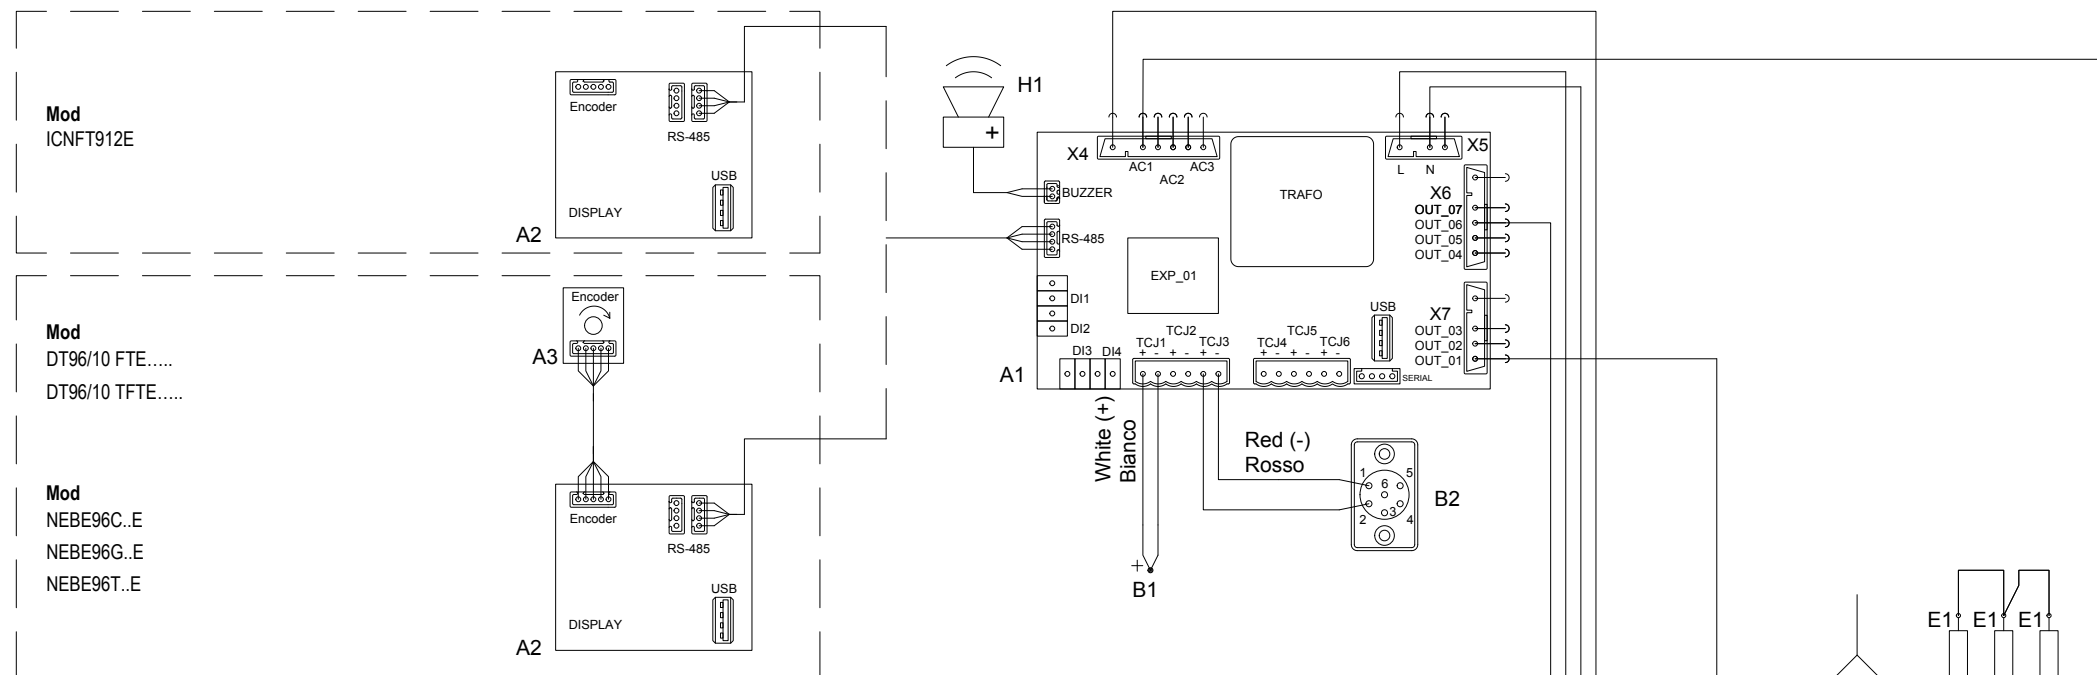 Mod
ICNFT912E
Encoder
RS-485
USB
DISPLAY
A2
Mod
DT96/10 FTE.....
DT96/10 TFTE.....
Encoder
A3
Mod
NEBE96C..E
NEBE96G..E
NEBE96T..E
Encoder
RS-485
USB
DISPLAY
A2
H1
+
X4
AC1
AC2
AC3
TRAFO
X5
L N
BUZZER
RS-485
EXP_01
X6
OUT_07
OUT_06
OUT_05
OUT_04
DI1
DI2
DI3 DI4
A1
TCJ1
TCJ2
TCJ3
+ - + - + -
TCJ4
TCJ5
TCJ6
+ - + - + -
USB
SERIAL
X7
OUT_03
OUT_02
OUT_01
White (+)
Bianco
Red (-)
Rosso
+
B1
1 5
6
2 3 4
B2
E1 E1 E1